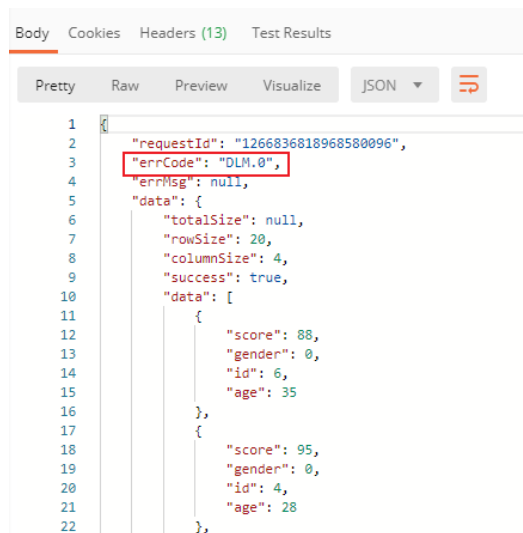 Body Cookies Headers (13) Test Results
Pretty Raw Preview Visualize JSON
1 {
2 "requestId": "1266836818968580096",
3 "errCode": "DLM.0",
4 "errMsg": null,
5 "data": {
6 "totalSize": null,
7 "rowSize": 20,
8 "columnSize": 4,
9 "success": true,
10 "data": [
11 {
12 "score": 88,
13 "gender": 0,
14 "id": 6,
15 "age": 35
16 },
17 {
18 "score": 95,
19 "gender": 0,
20 "id": 4,
21 "age": 28
22 },